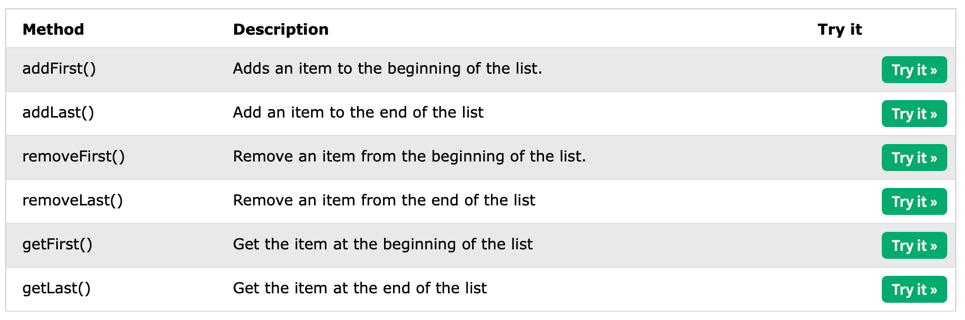 Method Description Try it
addFirst() Adds an item to the beginning of the list. Try it »
addLast() Add an item to the end of the list Try it »
removeFirst() Remove an item from the beginning of the list. Try it »
removeLast() Remove an item from the end of the list Try it »
getFirst() Get the item at the beginning of the list Try it »
getLast() Get the item at the end of the list Try it »